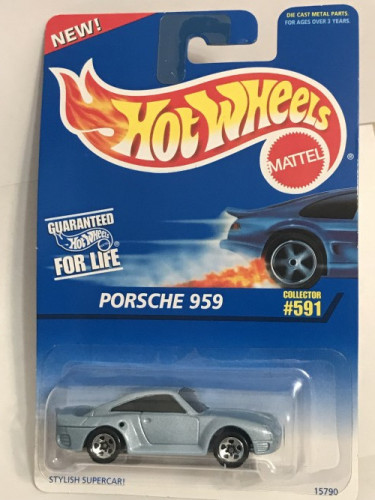 NEW!
DIE CAST METAL PARTS.
FOR AGES OVER 3 YEARS.
Hot Wheels
MATTEL
®
GUARANTEED
Hot Wheels
FOR LIFE
PORSCHE 959
COLLECTOR
#591
STYLISH SUPERCAR!
15790